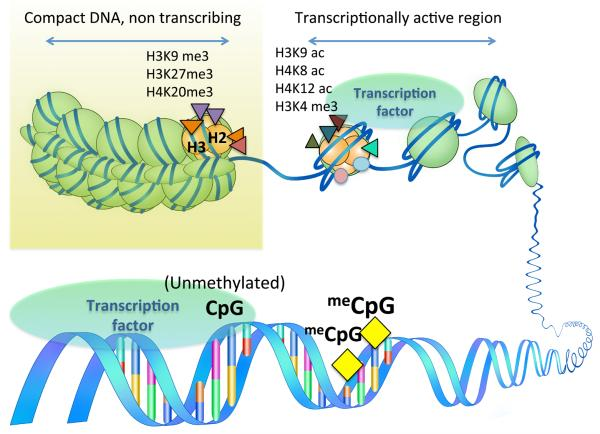 Compact DNA, non transcribing
Transcriptionally active region
H3K9 me3
H3K27me3
H4K20me3
H3K9 ac
H4K8 ac
H4K12 ac
H3K4 me3
Transcription
factor
H2
H3
(Unmethylated)
CpG
Transcription
factor
meCpG
meCpG